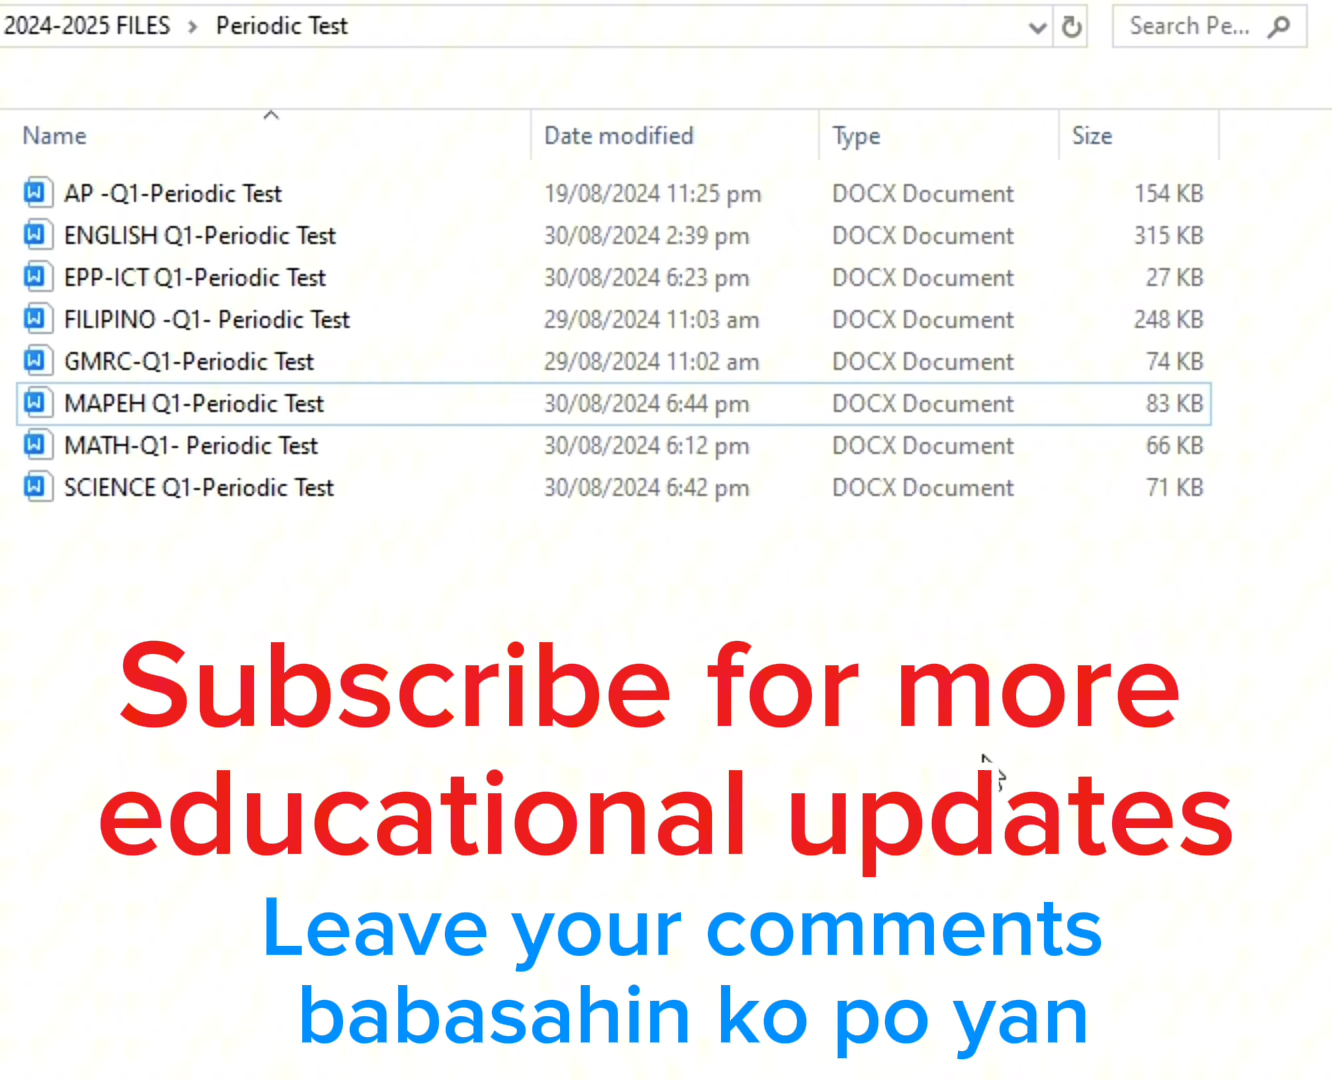 2024-2025 FILES > Periodic Test Search Pe...
Name Date modified Type Size
AP -Q1-Periodic Test 19/08/2024 11:25 pm DOCX Document 154 KB
ENGLISH Q1-Periodic Test 30/08/2024 2:39 pm DOCX Document 315 KB
EPP-ICT Q1-Periodic Test 30/08/2024 6:23 pm DOCX Document 27 KB
FILIPINO -Q1- Periodic Test 29/08/2024 11:03 am DOCX Document 248 KB
GMRC-Q1-Periodic Test 29/08/2024 11:02 am DOCX Document 74 KB
MAPEH Q1-Periodic Test 30/08/2024 6:44 pm DOCX Document 83 KB
MATH-Q1- Periodic Test 30/08/2024 6:12 pm DOCX Document 66 KB
SCIENCE Q1-Periodic Test 30/08/2024 6:42 pm DOCX Document 71 KB
Subscribe for more
educational updates
Leave your comments
babasahin ko po yan